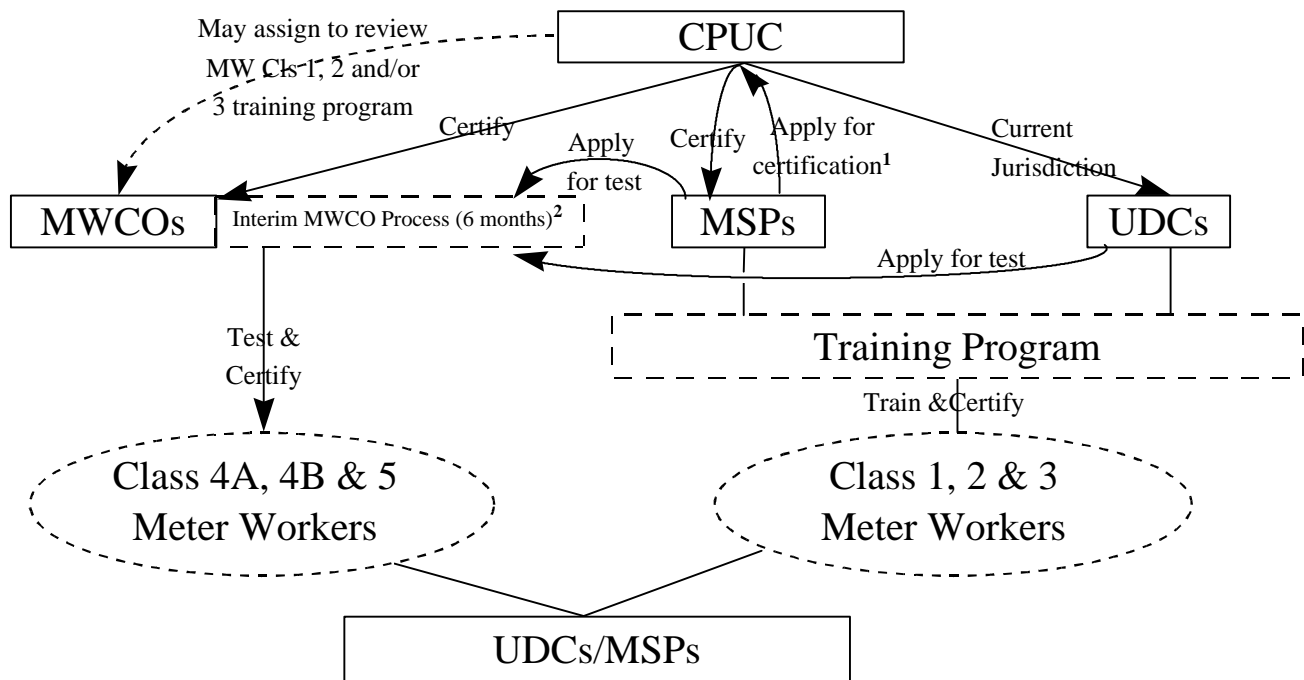 May assign to review
CPUC
MW Cls 1, 2 and/or
3 training program
Certify
Apply
for test
Certify
Apply for
certification1
Current
Jurisdiction
MWCOs
Interim MWCO Process (6 months)2
MSPs
UDCs
Apply for test
Test &
Certify
Training Program
Train &Certify
Class 4A, 4B & 5
Meter Workers
Class 1, 2 & 3
Meter Workers
UDCs/MSPs